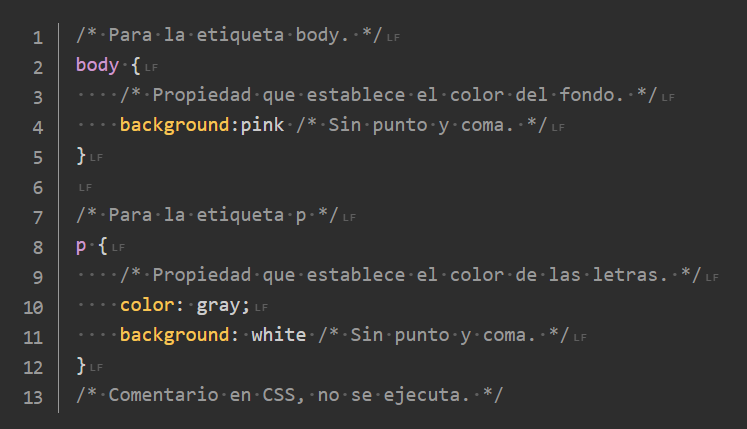 1 /* Para la etiqueta body. */ LF
2 body { LF
3 /* Propiedad que establece el color del fondo. */ LF
4 background:pink /* Sin punto y coma. */ LF
5 } LF
6 LF
7 /* Para la etiqueta p */ LF
8 p { LF
9 /* Propiedad que establece el color de las letras. */ LF
10 color: gray; LF
11 background: white /* Sin punto y coma. */ LF
12 } LF
13 /* Comentario en CSS, no se ejecuta. */